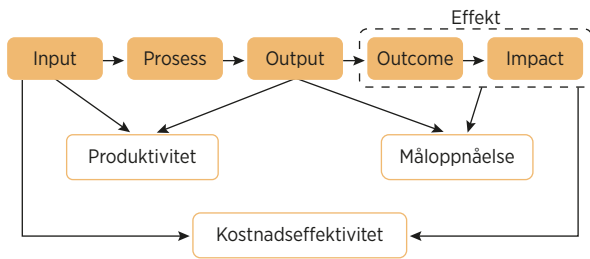 Effekt
Input
Prosess
Output
Outcome
Impact
Produktivitet
Måloppnåelse
Kostnadseffektivitet